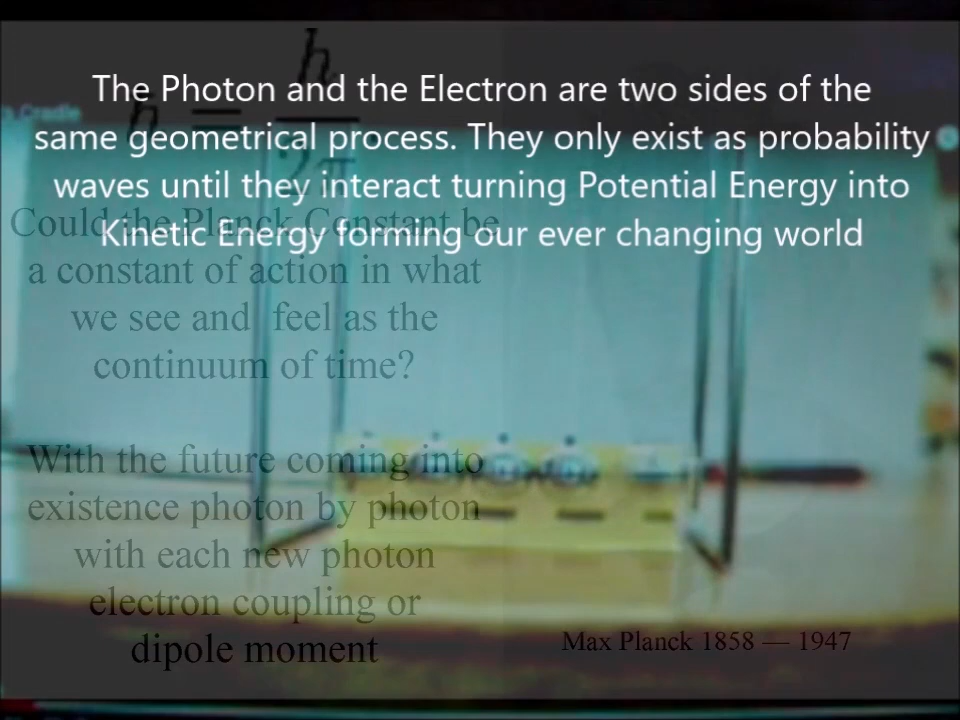 The Photon and the Electron are two sides of the
same geometrical process. They only exist as probability
waves until they interact turning Potential Energy into
Kinetic Energy forming our ever changing world
Cradle
ħ = h
2π
Could the Planck Constant be
a constant of action in what
we see and feel as the
continuum of time?
With the future coming into
existence photon by photon
with each new photon
electron coupling or
dipole moment
Max Planck 1858 — 1947